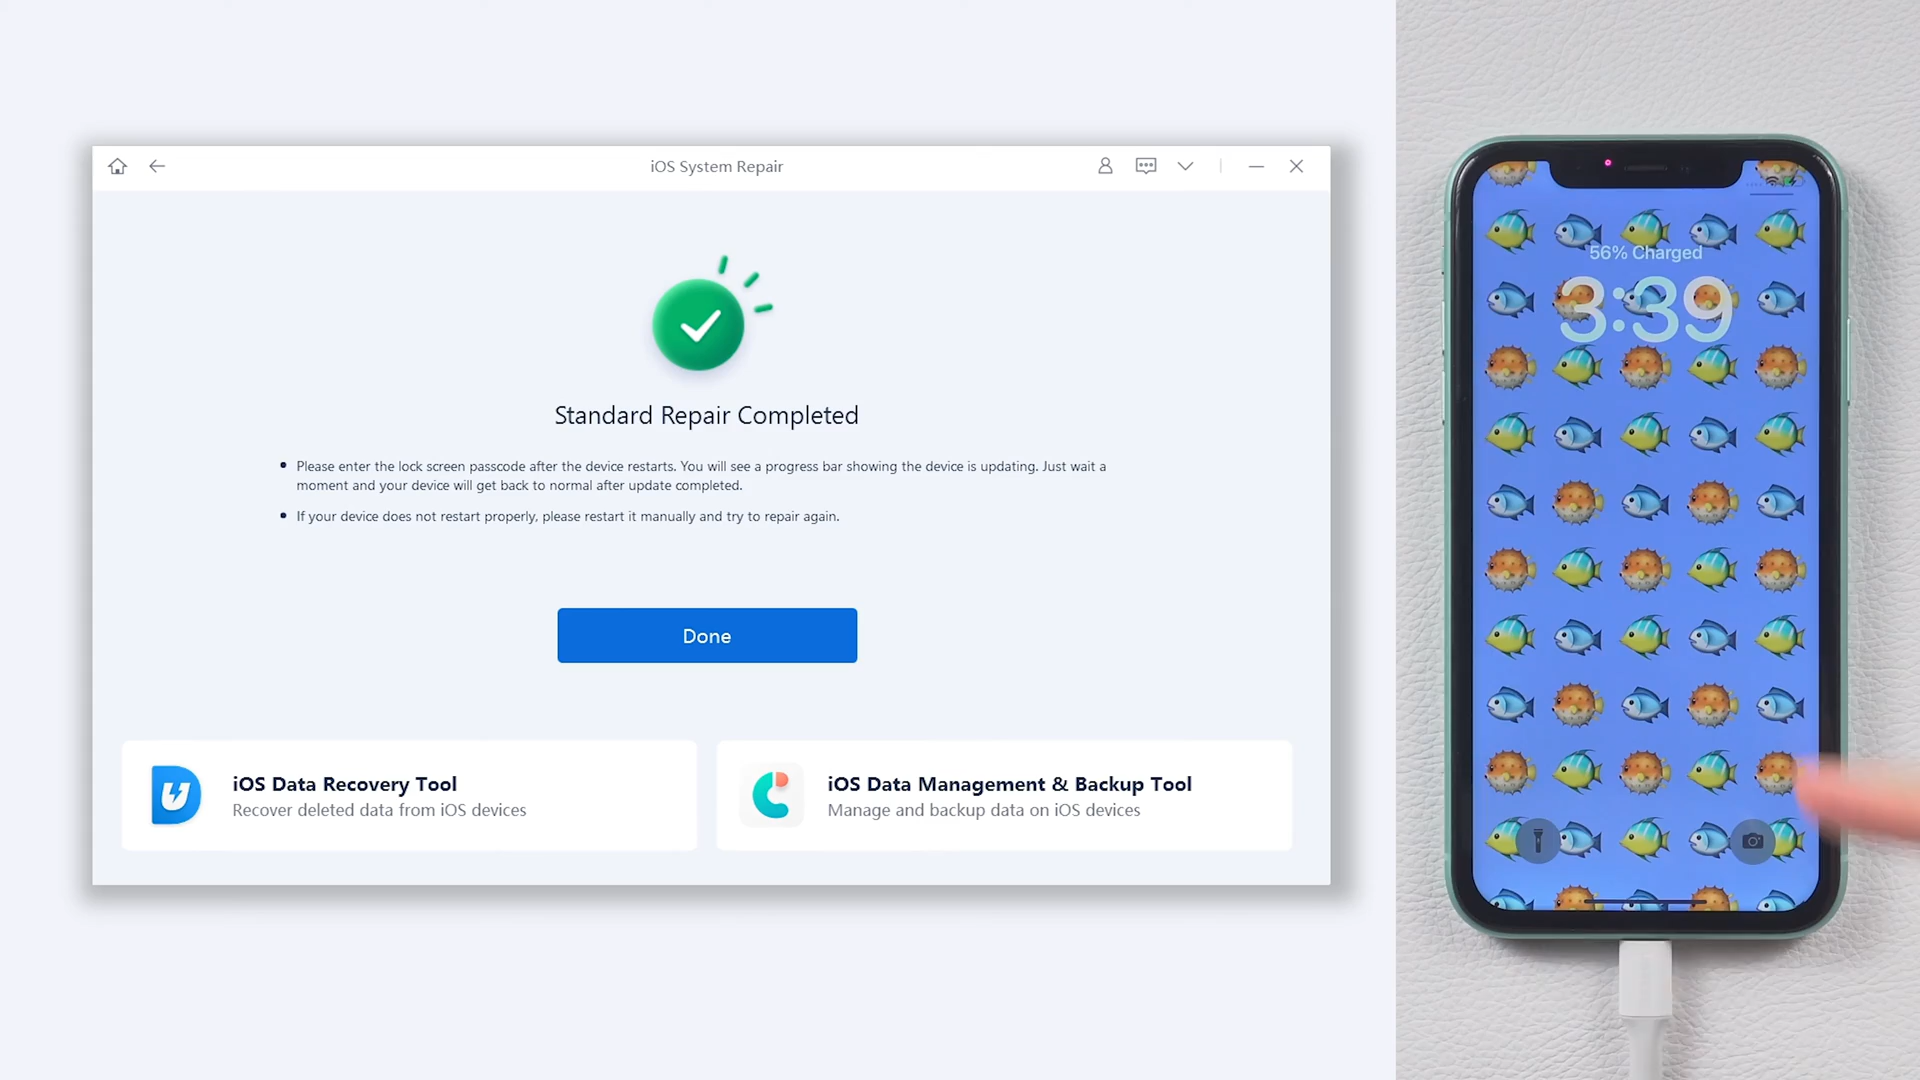 iOS System Repair
Standard Repair Completed
Please enter the lock screen passcode after the device restarts. You will see a progress bar showing the device is updating. Just wait a
moment and your device will get back to normal after update completed.
If your device does not restart properly, please restart it manually and try to repair again.
Done
iOS Data Recovery Tool
Recover deleted data from iOS devices
iOS Data Management & Backup Tool
Manage and backup data on iOS devices
56% Charged
3:39